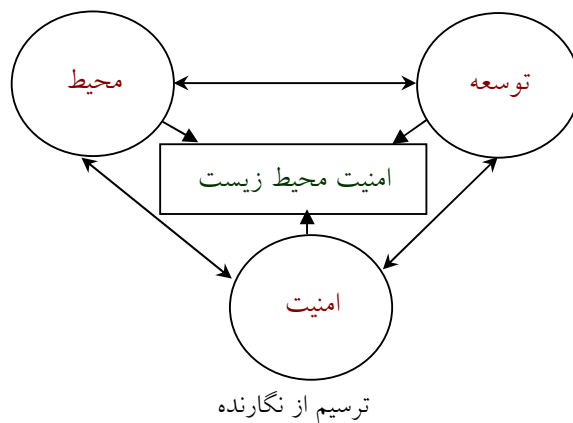 توسعه
محیط
امنیت محیط زیست
امنیت
ترسیم از نگارنده